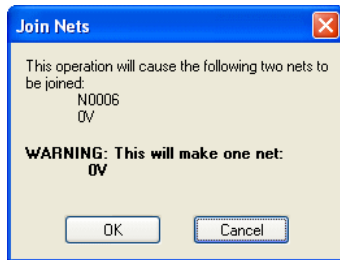 Join Nets
This operation will cause the following two nets to
be joined:
N0006
0V
WARNING: This will make one net:
0V
OK
Cancel